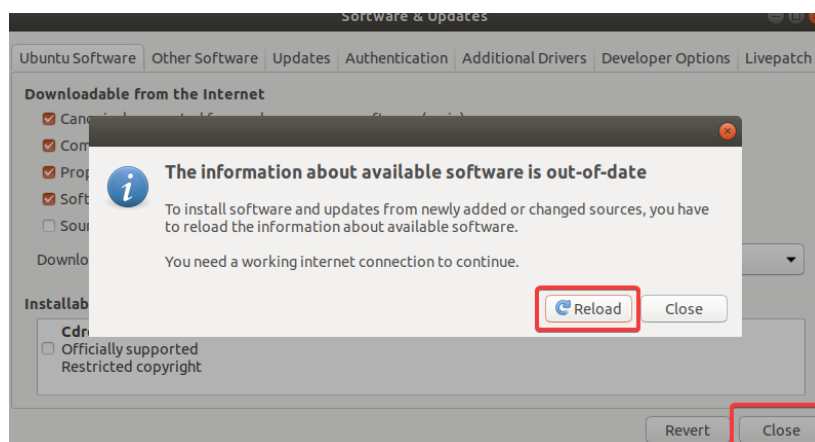 Software & Updates
Ubuntu Software Other Software Updates Authentication Additional Drivers Developer Options Livepatch
Downloadable from the Internet
The information about available software is out-of-date
To install software and updates from newly added or changed sources, you have
to reload the information about available software.
You need a working internet connection to continue.
Reload Close
Officially supported
Restricted copyright
Revert Close